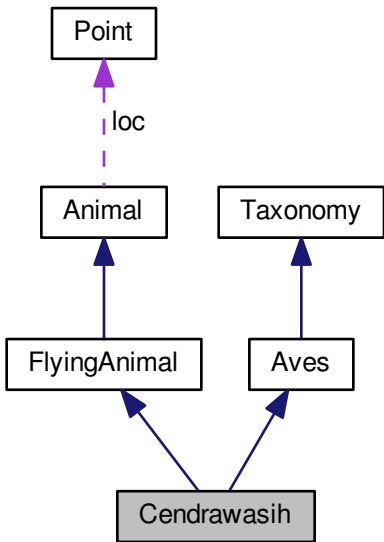 Point
loc
Animal
Taxonomy
FlyingAnimal
Aves
Cendrawasih